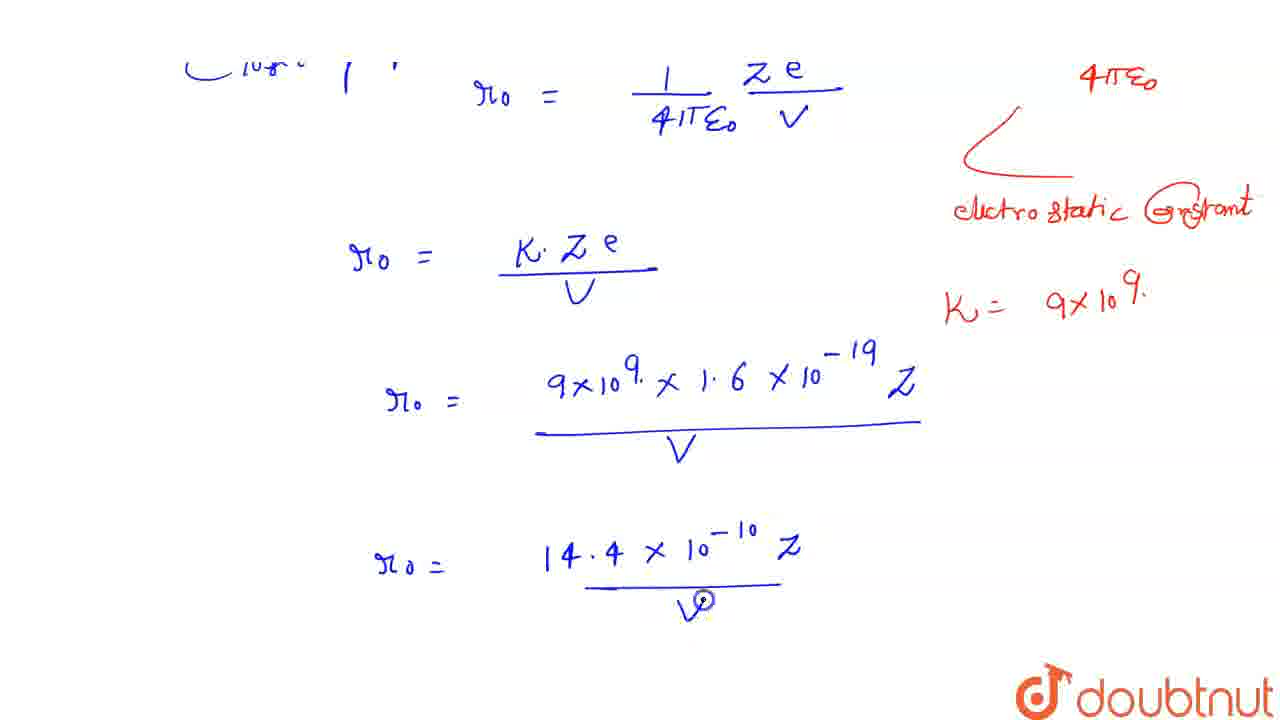 r₀ = 1/4πε₀ Ze/V
4πε₀
electrostatic Constant
r₀ = K·Ze/V
K = 9×10⁹.
r₀ = 9×10⁹·×1.6×10⁻¹⁹ Z/V
r₀ = 14.4×10⁻¹⁰ Z/V
doubtnut